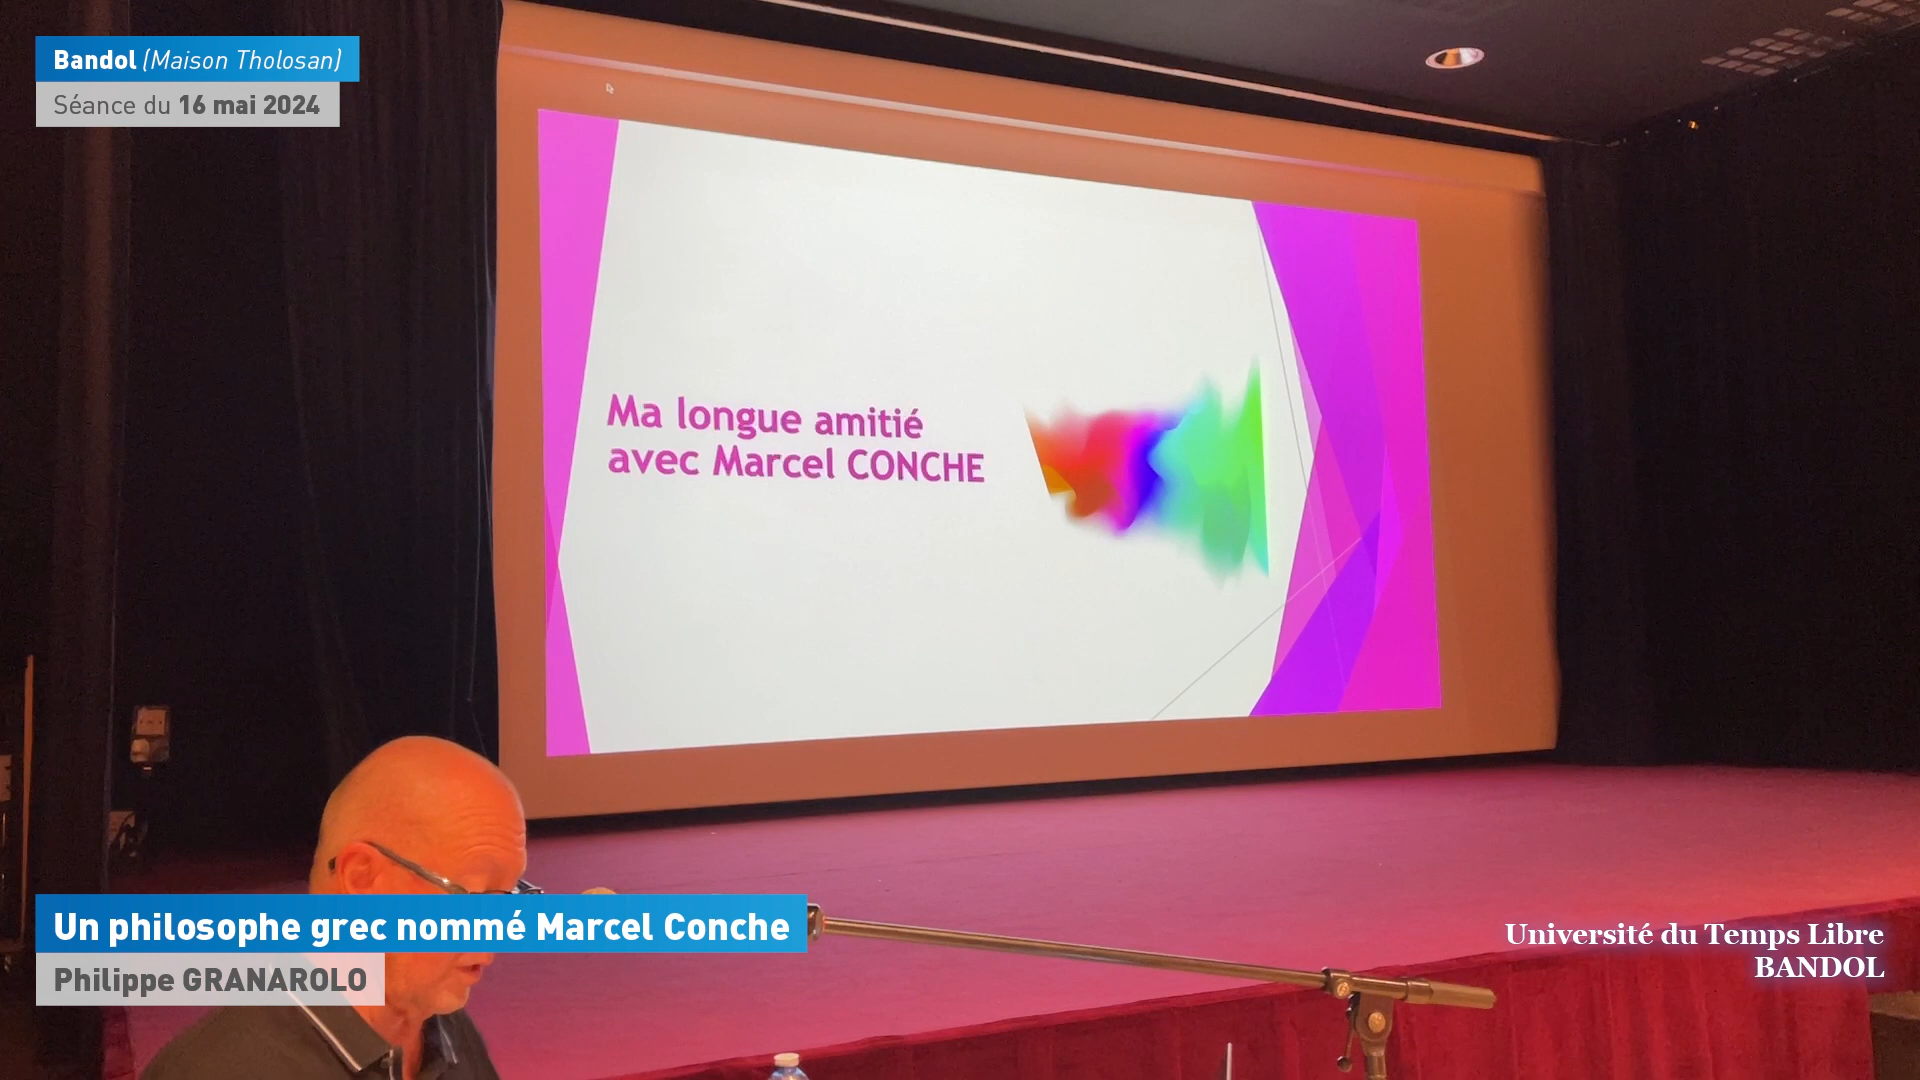 Bandol (Maison Tholosan)
Séance du 16 mai 2024
Ma longue amitié
avec Marcel CONCHE
Un philosophe grec nommé Marcel Conche
Philippe GRANAROLO
Université du Temps Libre
BANDOL